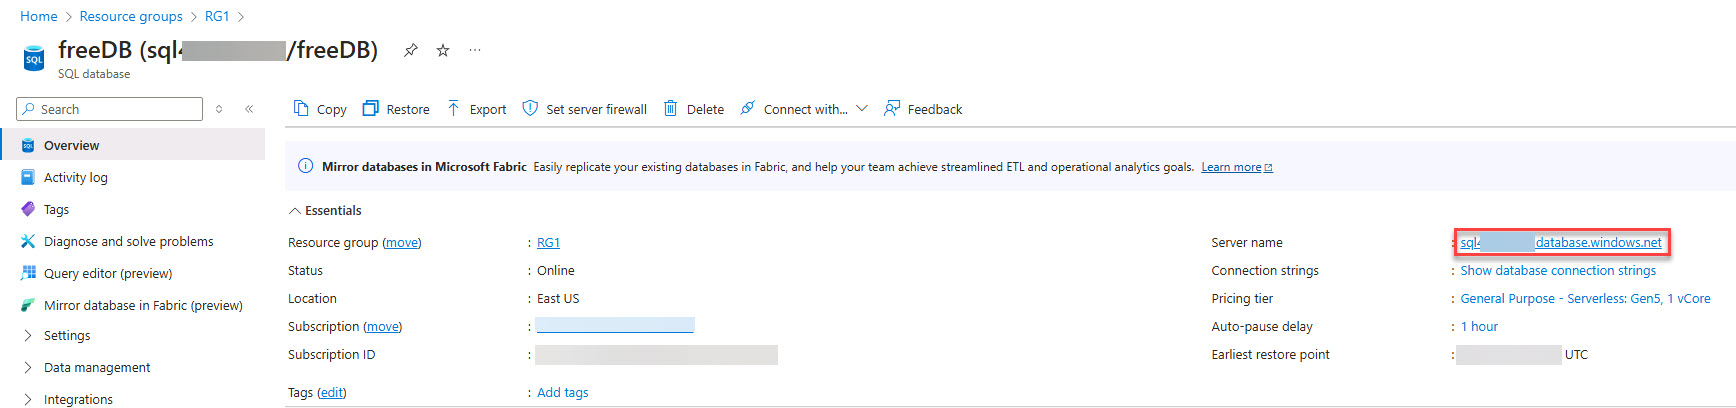 Home > Resource groups > RG1 >
freeDB (sql /freeDB)
SQL database
Search
Copy Restore Export Set server firewall Delete Connect with... Feedback
Overview
Activity log
Tags
Diagnose and solve problems
Query editor (preview)
Mirror database in Fabric (preview)
Settings
Data management
Integrations
Mirror databases in Microsoft Fabric Easily replicate your existing databases in Fabric, and help your team achieve streamlined ETL and operational analytics goals. Learn more
Essentials
Resource group (move) : RG1
Status : Online
Location : East US
Subscription (move) :
Subscription ID :
Tags (edit) : Add tags
Server name : sql database.windows.net
Connection strings : Show database connection strings
Pricing tier : General Purpose - Serverless: Gen5, 1 vCore
Auto-pause delay : 1 hour
Earliest restore point : UTC